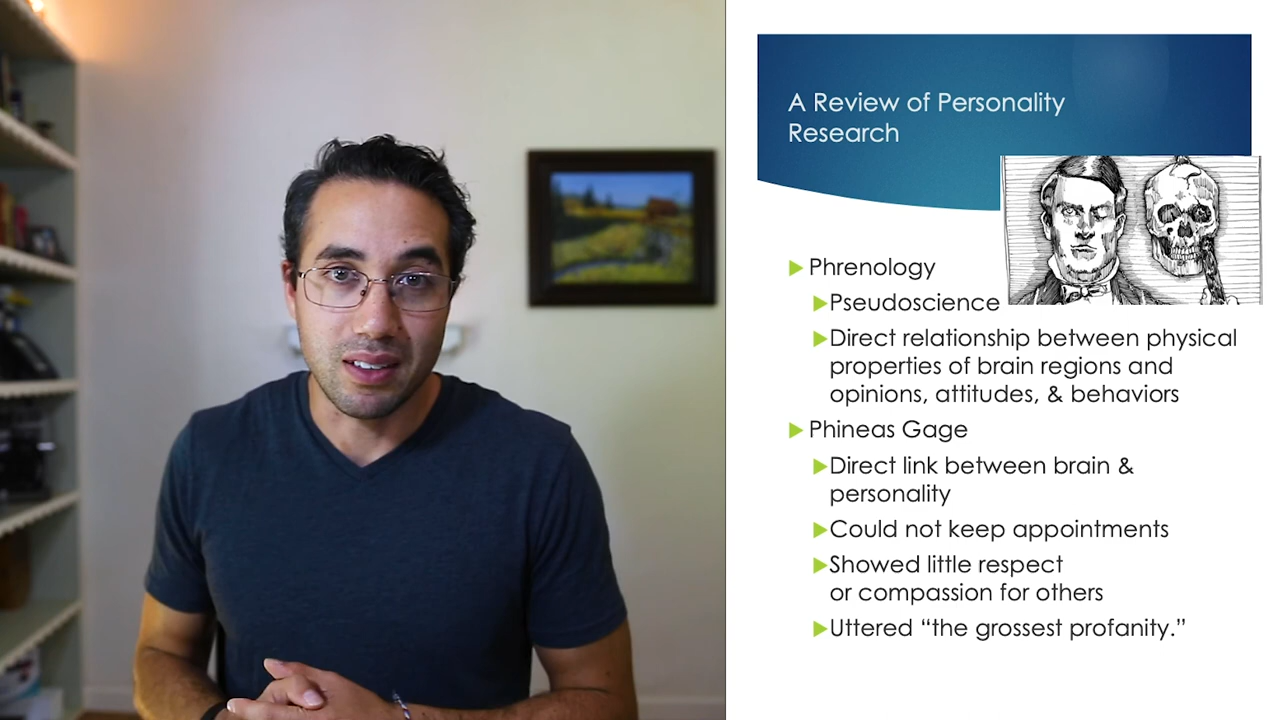 A Review of Personality
Research
Phrenology
Pseudoscience
Direct relationship between physical
properties of brain regions and
opinions, attitudes, & behaviors
Phineas Gage
Direct link between brain &
personality
Could not keep appointments
Showed little respect
or compassion for others
Uttered “the grossest profanity.”